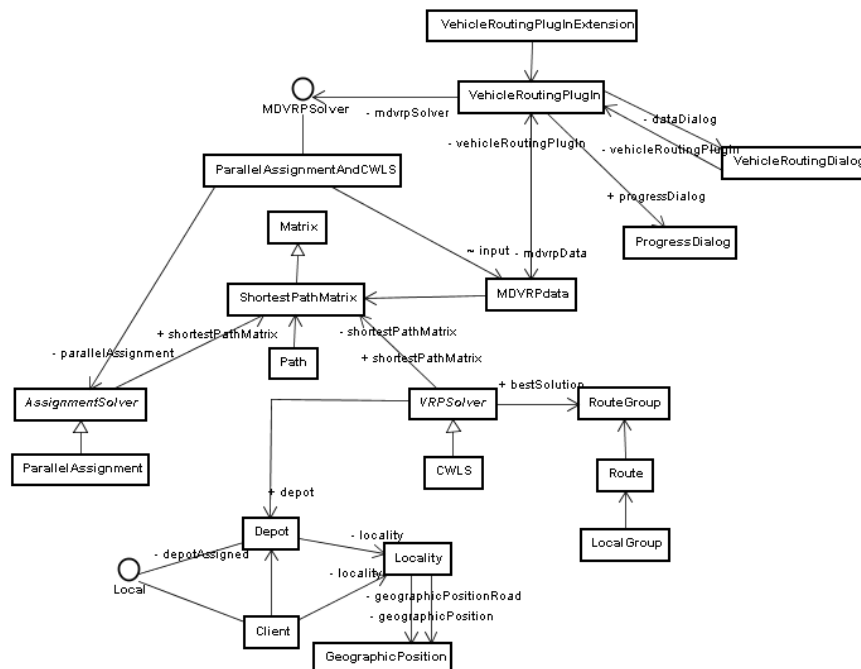 VehicleRoutingPlugInExtension
VehicleRoutingPlugIn
MDVRPSolver
- mdvrpSolver
- dataDialog
- vehicleRoutingPlugIn
- vehicleRoutingPlugIn
VehicleRoutingDialog
ParallelAssignmentAndCWLS
+ progressDialog
Matrix
~ input
- mdvrpData
ProgressDialog
ShortestPathMatrix
MDVRPdata
+ shortestPathMatrix
- shortestPathMatrix
- parallelAssignment
Path
+ shortestPathMatrix
+ bestSolution
AssignmentSolver
VRPSolver
RouteGroup
ParallelAssignment
CWLS
Route
+ depot
Depot
- locality
- depotAssigned
Locality
LocalGroup
- locality
Local
- geographicPositionRoad
- geographicPosition
Client
GeographicPosition